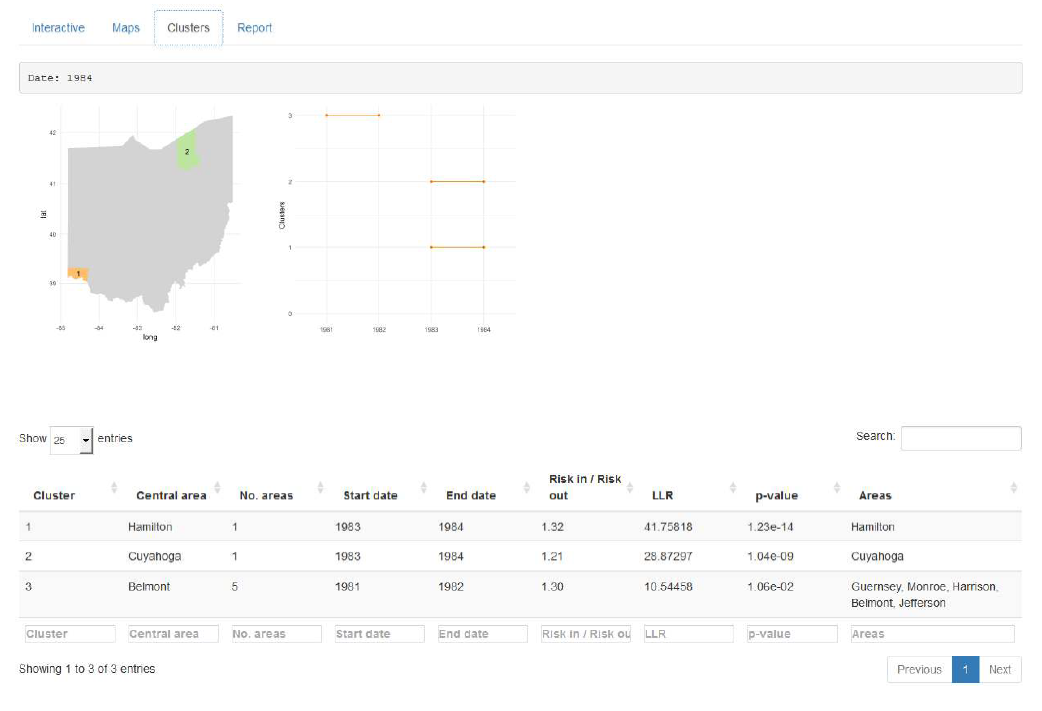 Interactive Maps Clusters Report
Date: 1984
42
41
40
39
lat
2
1
-85 -84 -83 -82 -81
long
3
2
1
0
Clusters
1981 1982 1983 1984
Show 25 entries
Search:
Cluster Central area No. areas Start date End date Risk in / Risk out LLR p-value Areas
1 Hamilton 1 1983 1984 1.32 41.75818 1.23e-14 Hamilton
2 Cuyahoga 1 1983 1984 1.21 28.87297 1.04e-09 Cuyahoga
3 Belmont 5 1981 1982 1.30 10.54458 1.06e-02 Guernsey, Monroe, Harrison,
Belmont, Jefferson
Cluster Central area No. areas Start date End date Risk in / Risk ou LLR p-value Areas
Showing 1 to 3 of 3 entries
Previous 1 Next